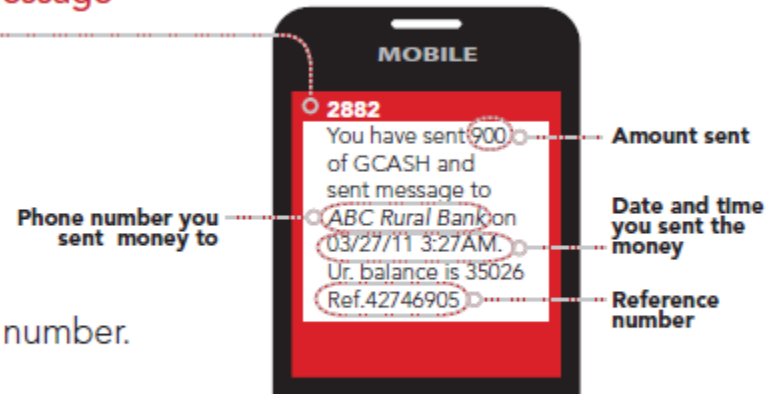 essage
MOBILE
2882
You have sent 900
of GCASH and
sent message to
ABC Rural Bank on
03/27/11 3:27AM.
Ur. balance is 35026
Ref.42746905
Phone number you
sent money to
Amount sent
Date and time
you sent the
money
Reference
number
number.